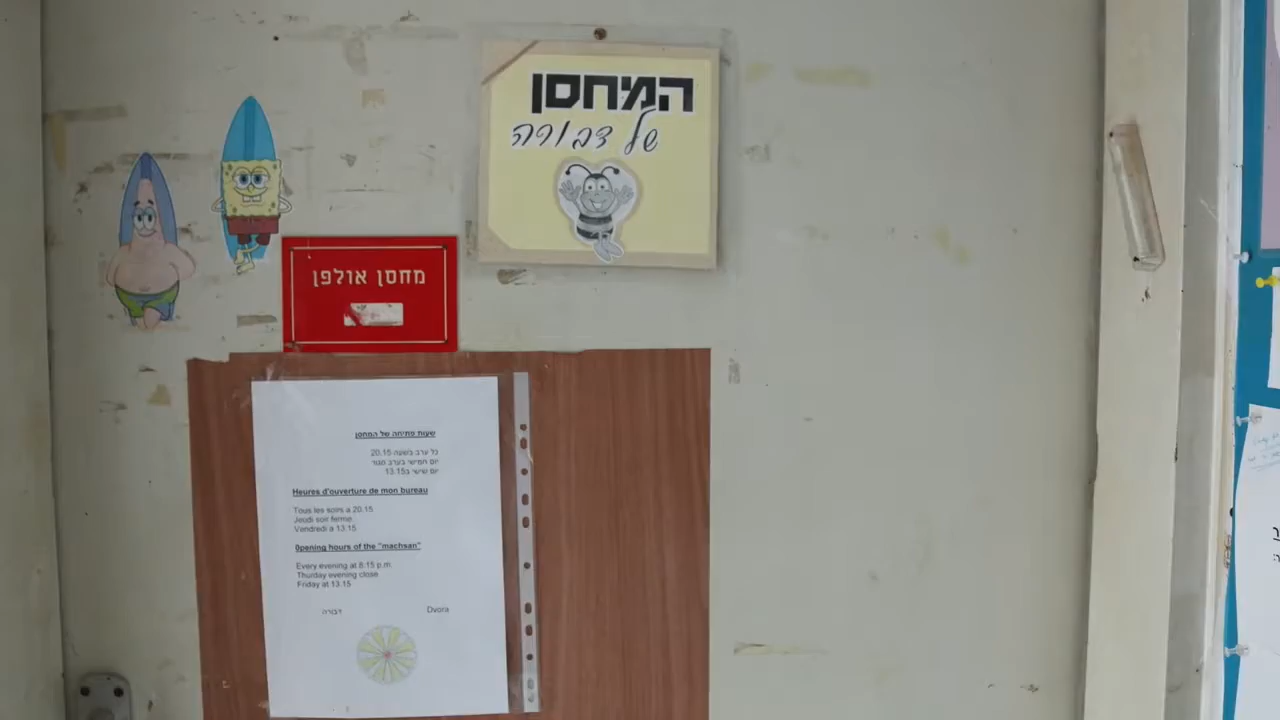 המחסן
של דבורה
מחסן אולפן
שעות פתיחה של המחסן
כל ערב בשעה 20.15
יום חמישי בערב סגור
יום שישי ב13.15
Heures d'ouverture de mon bureau
Tous les soirs a 20.15
Jeudi soir ferme
Vendredi a 13.15
Opening hours of the "machsan"
Every evening at 8:15 p.m.
Thurday evening close
Friday at 13.15
דבורה Dvora